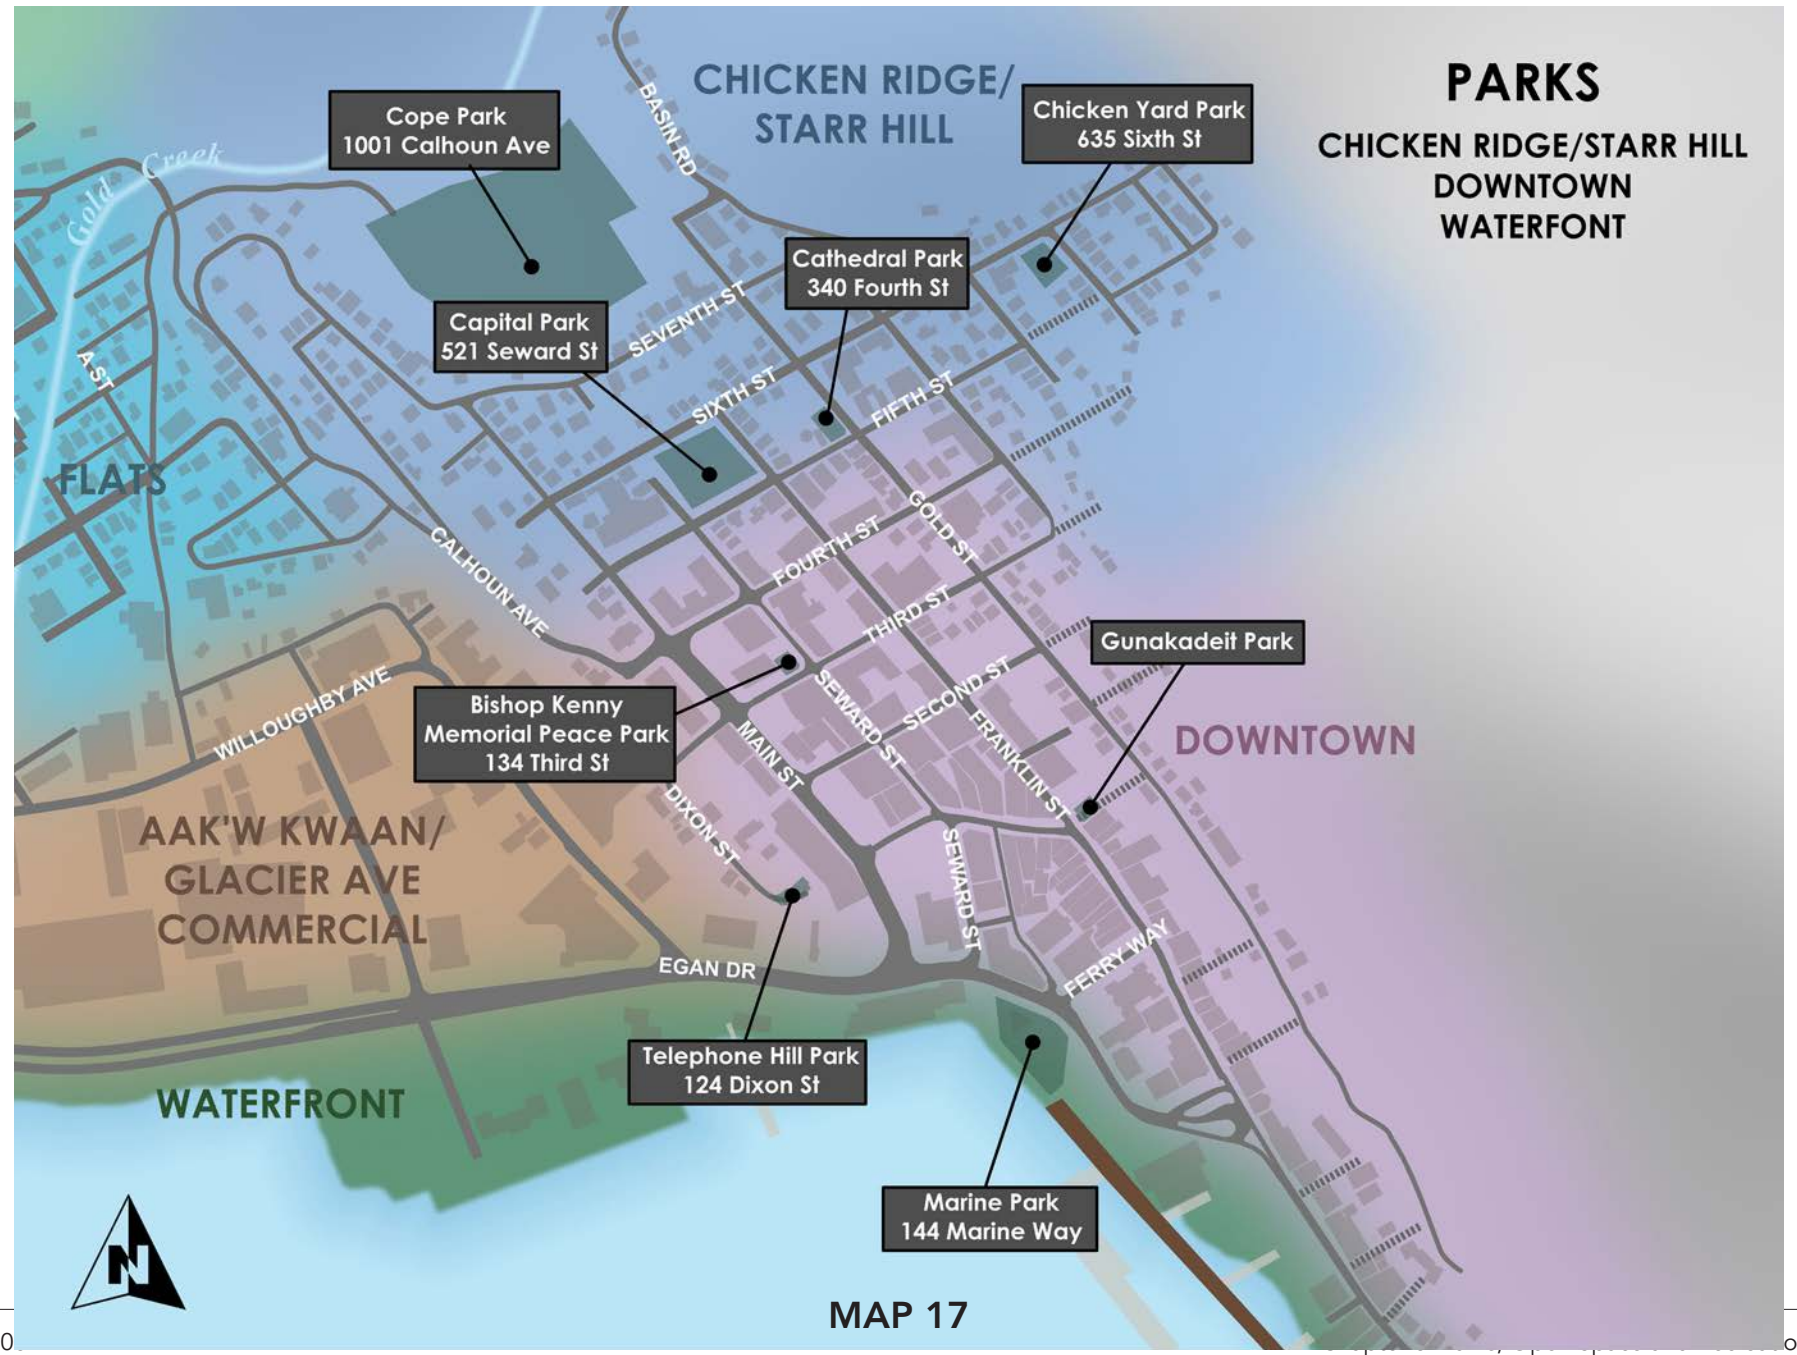 PARKS
CHICKEN RIDGE/STARR HILL
DOWNTOWN
WATERFONT
CHICKEN RIDGE/
STARR HILL
Chicken Yard Park
635 Sixth St
Cope Park
1001 Calhoun Ave
BASIN RD
Gold Creek
Cathedral Park
340 Fourth St
Capital Park
521 Seward St
SEVENTH ST
SIXTH ST
FIFTH ST
A ST
FLATS
GOLD ST
FOURTH ST
CALHOUN AVE
THIRD ST
Gunakadeit Park
SECOND ST
SEWARD ST
FRANKLIN ST
WILLOUGHBY AVE
Bishop Kenny
Memorial Peace Park
134 Third St
MAIN ST
DOWNTOWN
DIXON ST
AAK'W KWAAN/
GLACIER AVE
COMMERCIAL
SEWARD ST
FERRY WAY
EGAN DR
Telephone Hill Park
124 Dixon St
WATERFRONT
Marine Park
144 Marine Way
N
MAP 17